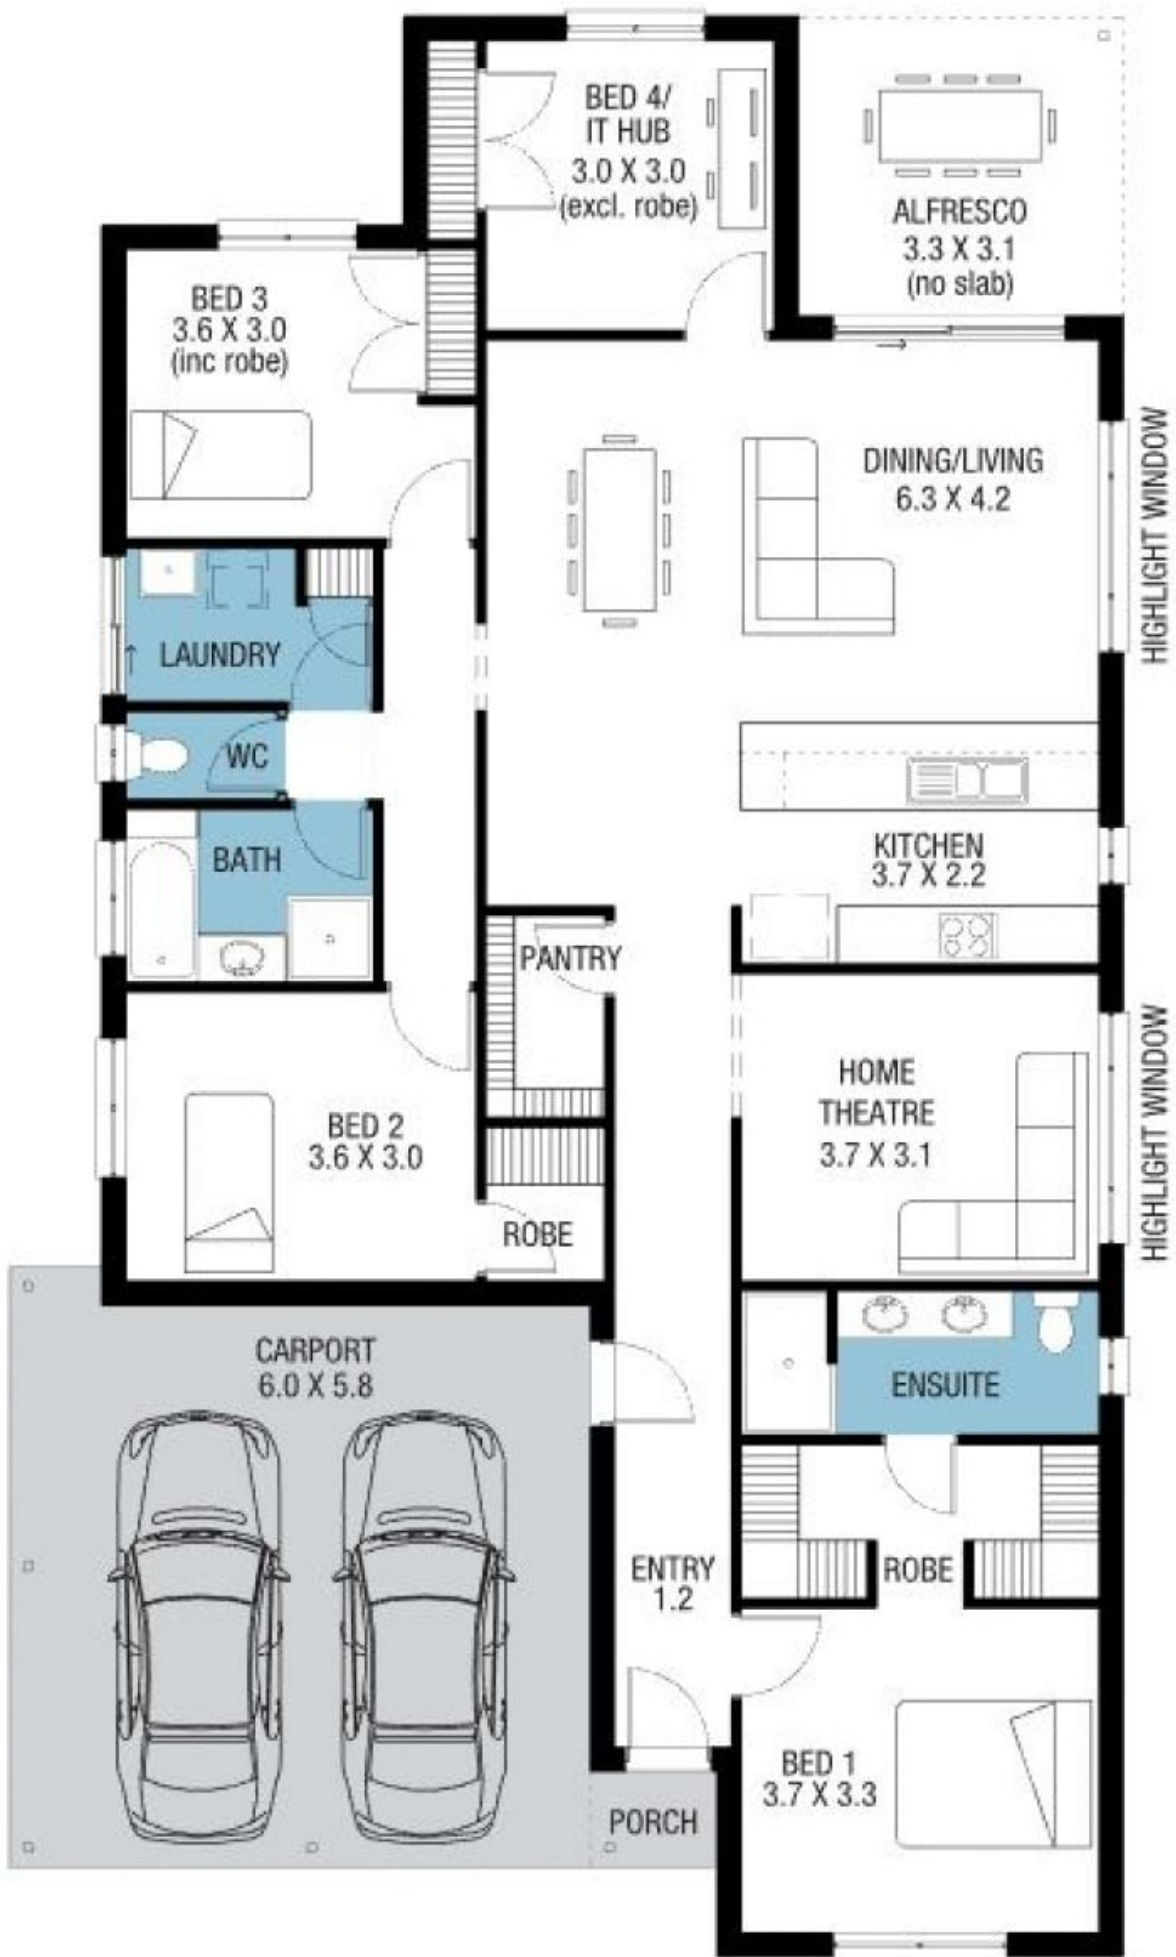 BED 4/
IT HUB
3.0 X 3.0
(excl. robe)
ALFRESCO
3.3 X 3.1
(no slab)
BED 3
3.6 X 3.0
(inc robe)
DINING/LIVING
6.3 X 4.2
HIGHLIGHT WINDOW
LAUNDRY
WC
BATH
KITCHEN
3.7 X 2.2
PANTRY
HOME
THEATRE
3.7 X 3.1
HIGHLIGHT WINDOW
BED 2
3.6 X 3.0
ROBE
CARPORT
6.0 X 5.8
ENSUITE
ENTRY
1.2
ROBE
BED 1
3.7 X 3.3
PORCH